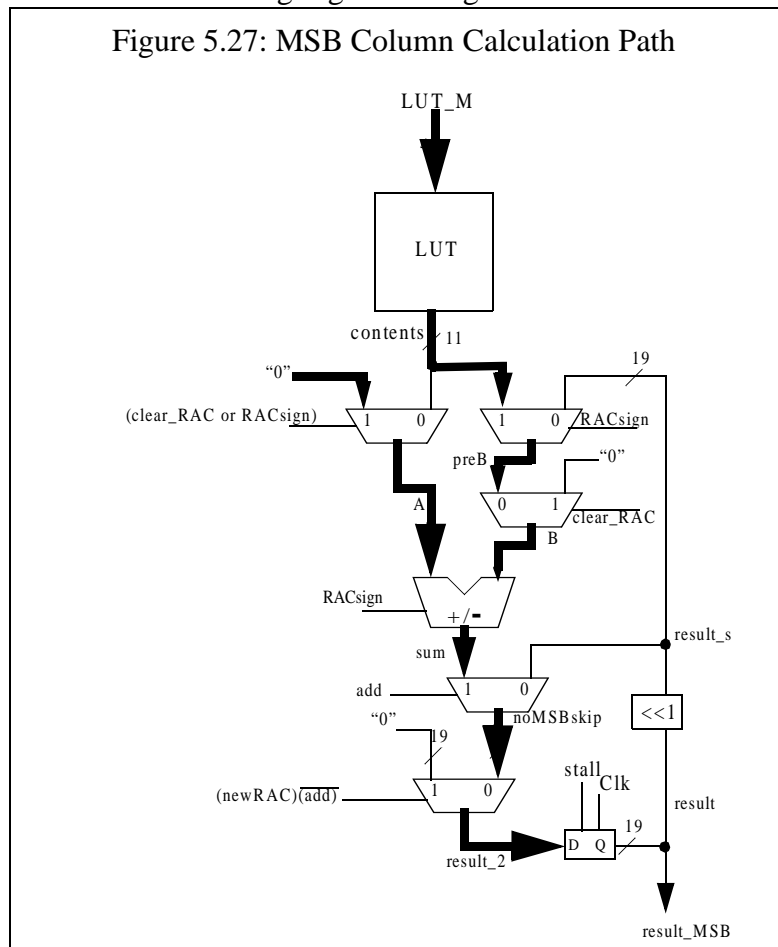 Figure 5.27: MSB Column Calculation Path
LUT_M
LUT
contents
11
19
“0”
(clear_RAC or RACsign)
1 0
1 0
RACsign
preB
“0”
0 1
clear_RAC
A
B
RACsign
+/-
sum
result_s
add
1 0
noMSBskip
<<1
“0”
19
stall
Clk
(newRAC)(add)
1 0
result
D Q
19
result_2
result_MSB